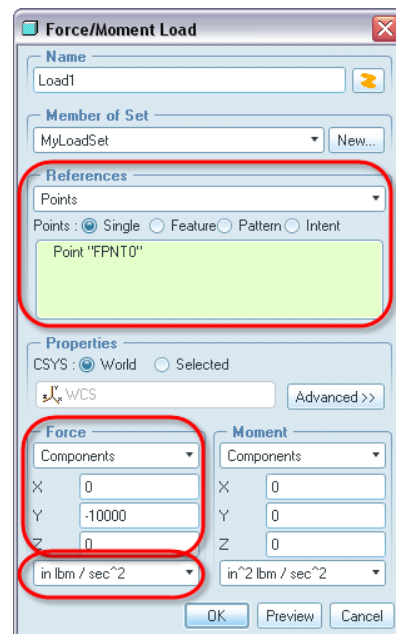 Force/Moment Load
Name
Load1
Member of Set
MyLoadSet
New...
References
Points
Points : Single Feature Pattern Intent
Point "FPNT0"
Properties
CSYS : World Selected
WCS
Advanced >>
Force
Components
X 0
Y -10000
Z 0
in lbm / sec^2
Moment
Components
X 0
Y 0
Z 0
in^2 lbm / sec^2
OK Preview Cancel